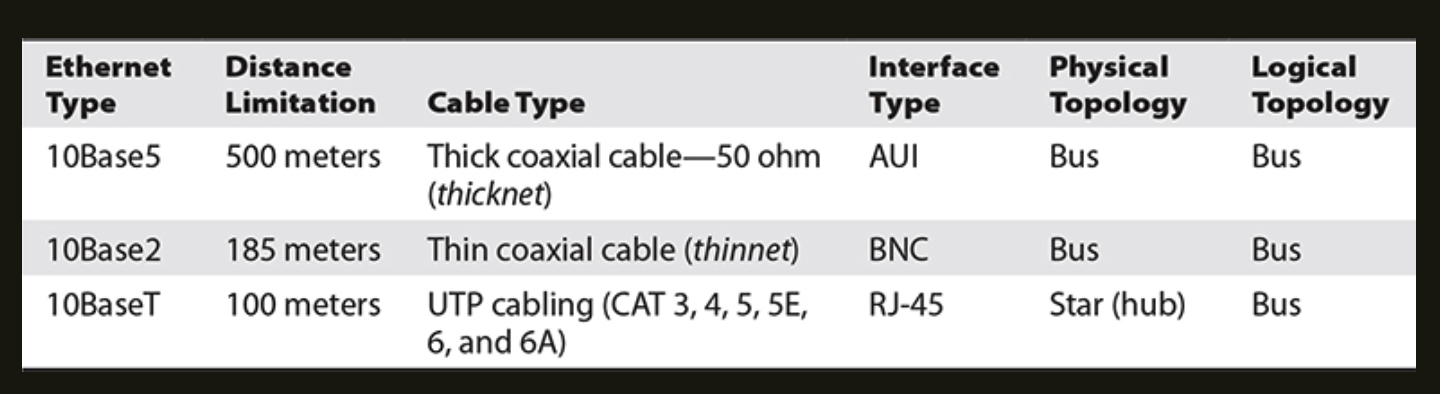 Ethernet Type Distance Limitation Cable Type Interface Type Physical Topology Logical Topology
10Base5 500 meters Thick coaxial cable—50 ohm (thicknet) AUI Bus Bus
10Base2 185 meters Thin coaxial cable (thinnet) BNC Bus Bus
10BaseT 100 meters UTP cabling (CAT 3, 4, 5, 5E, 6, and 6A) RJ-45 Star (hub) Bus